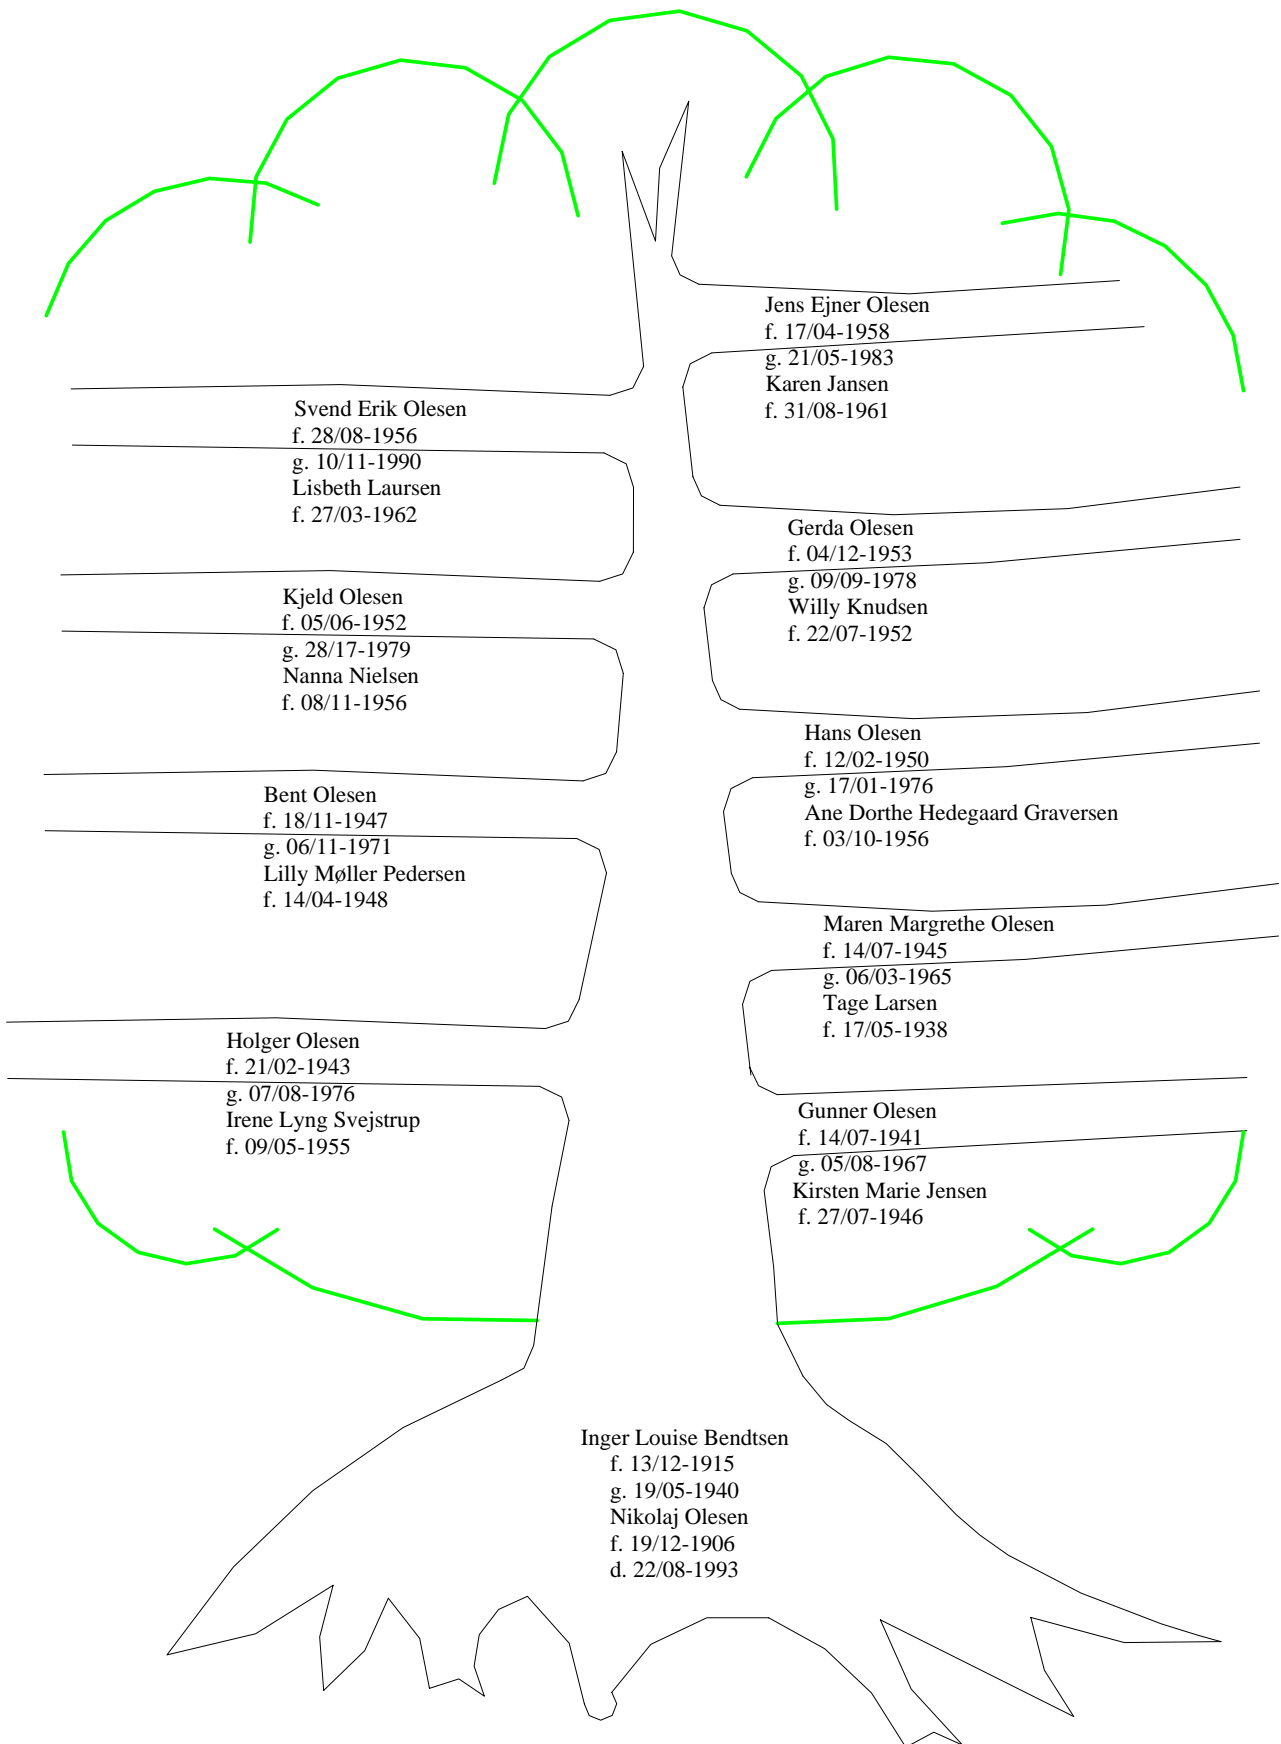 Jens Ejner Olesen
f. 17/04-1958
g. 21/05-1983
Karen Jansen
f. 31/08-1961
Svend Erik Olesen
f. 28/08-1956
g. 10/11-1990
Lisbeth Laursen
f. 27/03-1962
Gerda Olesen
f. 04/12-1953
g. 09/09-1978
Willy Knudsen
f. 22/07-1952
Kjeld Olesen
f. 05/06-1952
g. 28/17-1979
Nanna Nielsen
f. 08/11-1956
Hans Olesen
f. 12/02-1950
g. 17/01-1976
Ane Dorthe Hedegaard Graversen
f. 03/10-1956
Bent Olesen
f. 18/11-1947
g. 06/11-1971
Lilly Møller Pedersen
f. 14/04-1948
Maren Margrethe Olesen
f. 14/07-1945
g. 06/03-1965
Tage Larsen
f. 17/05-1938
Holger Olesen
f. 21/02-1943
g. 07/08-1976
Irene Lyng Svejstrup
f. 09/05-1955
Gunner Olesen
f. 14/07-1941
g. 05/08-1967
Kirsten Marie Jensen
f. 27/07-1946
Inger Louise Bendtsen
f. 13/12-1915
g. 19/05-1940
Nikolaj Olesen
f. 19/12-1906
d. 22/08-1993